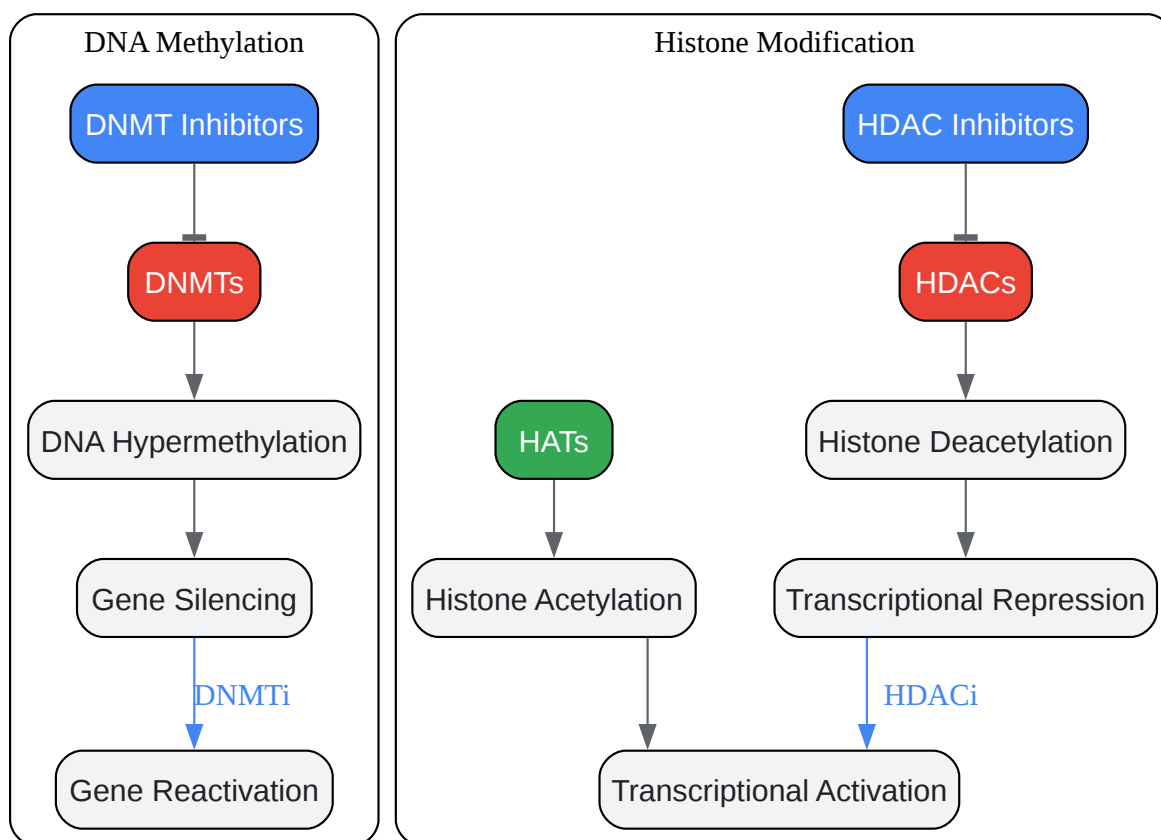 DNA Methylation
DNMT Inhibitors
DNMTs
DNA Hypermethylation
Gene Silencing
DNMTi
Gene Reactivation
Histone Modification
HDAC Inhibitors
HDACs
HATs
Histone Deacetylation
Histone Acetylation
Transcriptional Repression
HDACi
Transcriptional Activation